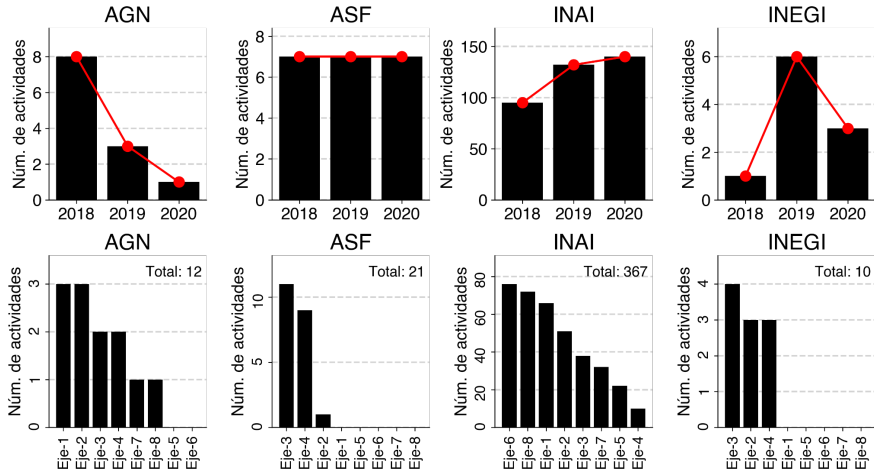 AGN
Núm. de actividades
8
6
4
2
0
2018 2019 2020
ASF
Núm. de actividades
8
6
4
2
0
2018 2019 2020
INAI
Núm. de actividades
150
100
50
0
2018 2019 2020
INEGI
Núm. de actividades
6
4
2
0
2018 2019 2020
AGN
Total: 12
Núm. de actividades
3
2
1
0
Eje-1 Eje-2 Eje-3 Eje-4 Eje-7 Eje-8 Eje-5 Eje-6
ASF
Total: 21
Núm. de actividades
10
5
0
Eje-3 Eje-4 Eje-2 Eje-1 Eje-5 Eje-6 Eje-7 Eje-8
INAI
Total: 367
Núm. de actividades
80
60
40
20
0
Eje-6 Eje-8 Eje-1 Eje-2 Eje-3 Eje-7 Eje-5 Eje-4
INEGI
Total: 10
Núm. de actividades
4
3
2
1
0
Eje-3 Eje-2 Eje-4 Eje-1 Eje-5 Eje-6 Eje-7 Eje-8